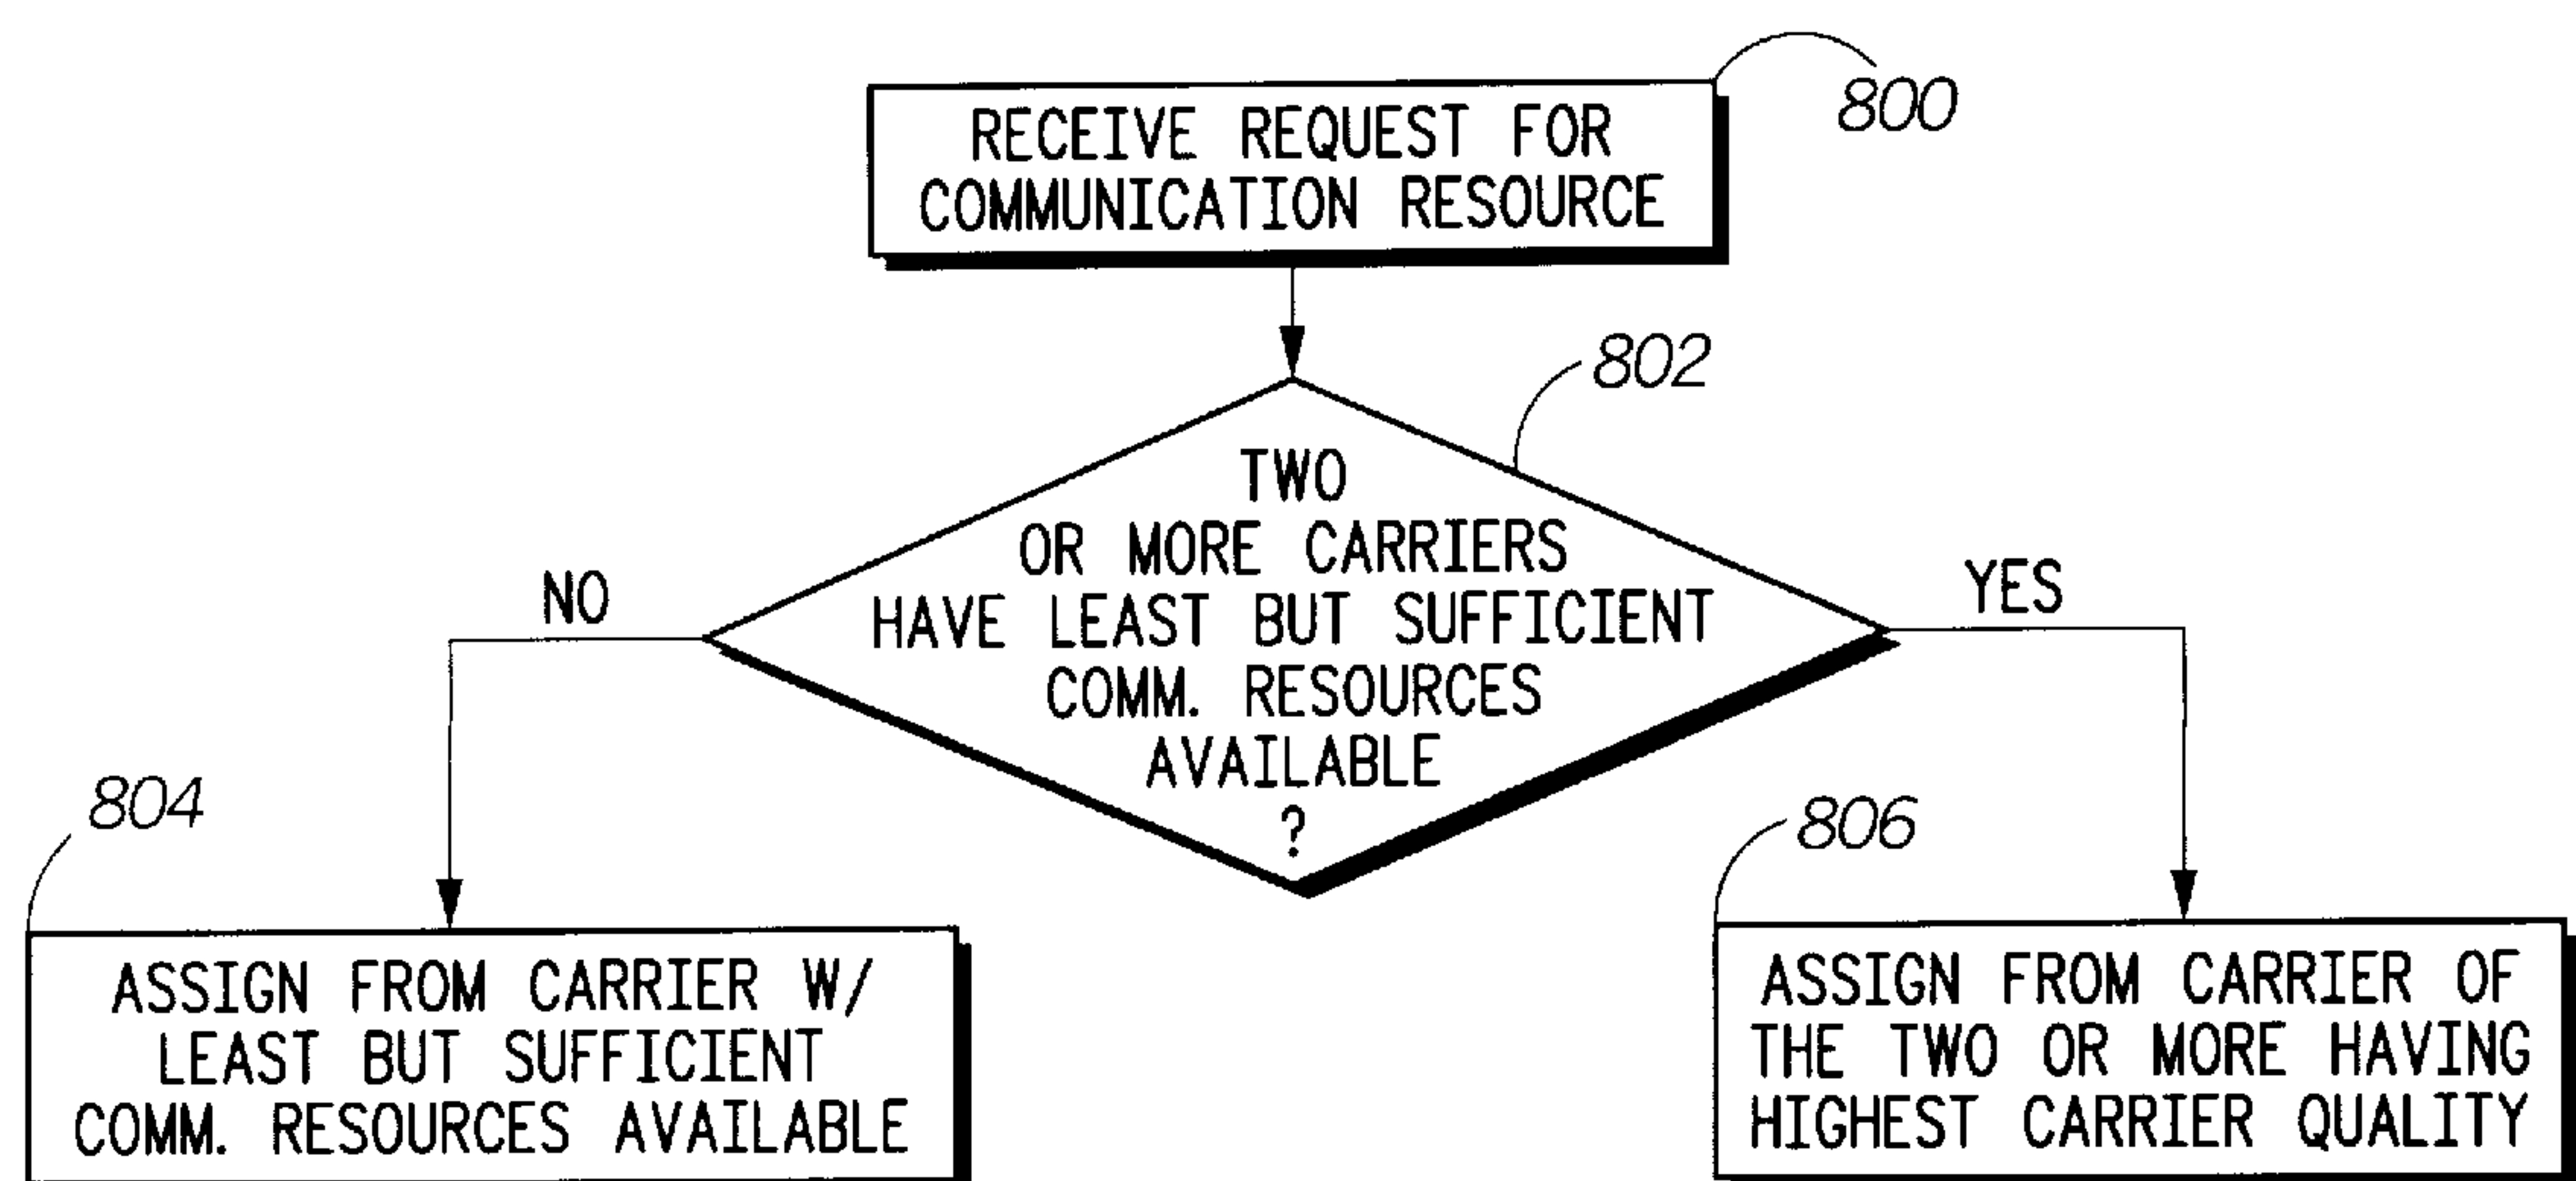 RECEIVE REQUEST FOR
COMMUNICATION RESOURCE
800
802
TWO
OR MORE CARRIERS
HAVE LEAST BUT SUFFICIENT
COMM. RESOURCES
AVAILABLE
?
NO
YES
804
ASSIGN FROM CARRIER W/
LEAST BUT SUFFICIENT
COMM. RESOURCES AVAILABLE
806
ASSIGN FROM CARRIER OF
THE TWO OR MORE HAVING
HIGHEST CARRIER QUALITY